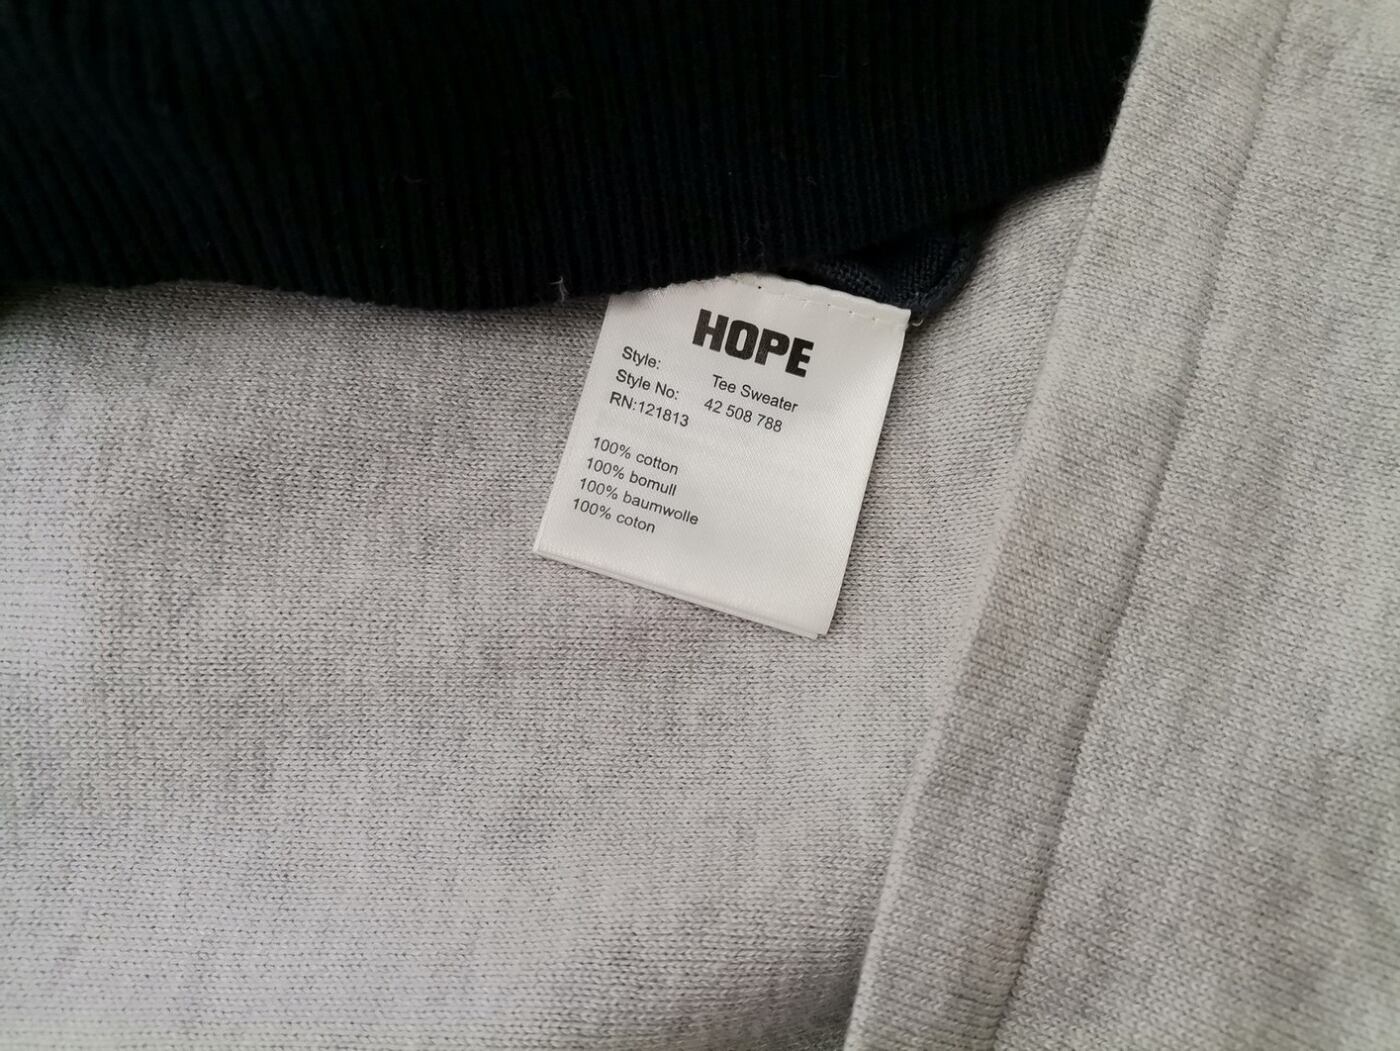 HOPE
Style: Tee Sweater
Style No: 42 508 788
RN:121813
100% cotton
100% bomull
100% baumwolle
100% coton